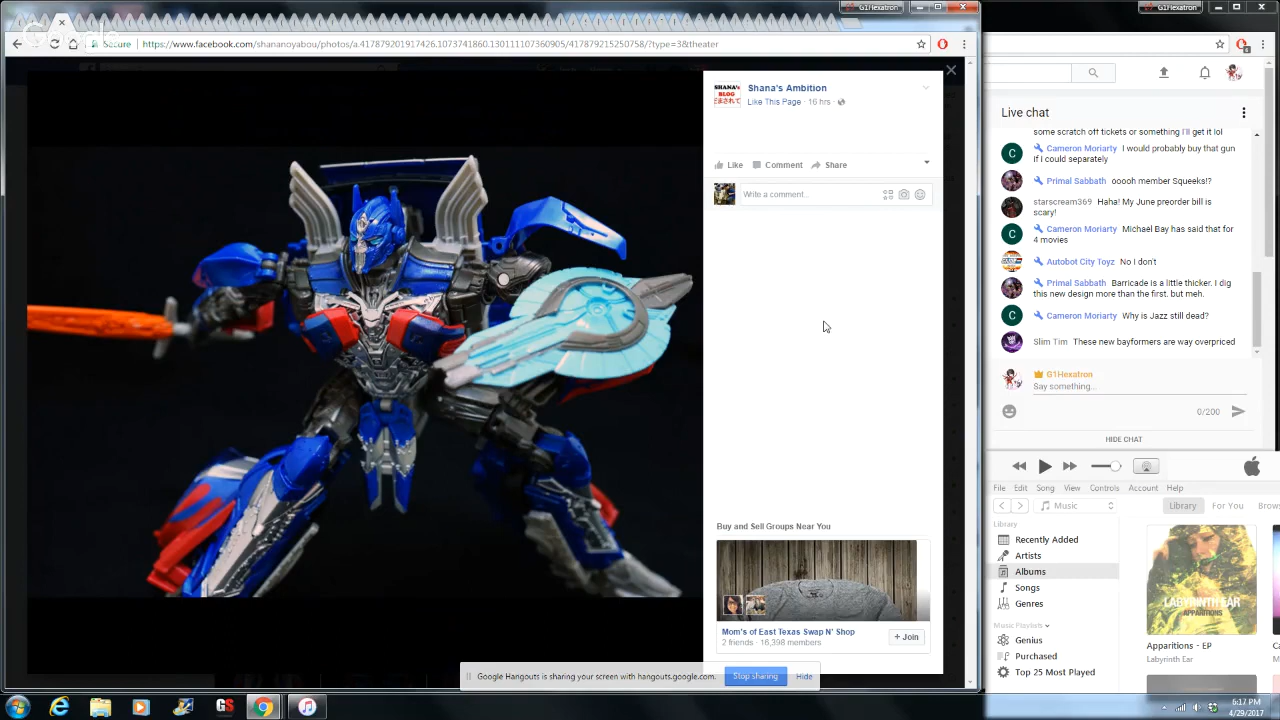 G1Hexatron
G1Hexatron
Secure
https://www.facebook.com/shananoyabou/photos/a.417879201917426.1073741860.130111107360905/417879215250758/?type=3&theater
SHANA's
BLOG
Shana's Ambition
Like This Page · 16 hrs ·
Like Comment Share
Write a comment...
Buy and Sell Groups Near You
Mom's of East Texas Swap N' Shop
2 friends · 16,398 members
+ Join
Google Hangouts is sharing your screen with hangouts.google.com.
Stop sharing
Hide
Live chat
some scratch off tickets or something I'll get it lol
C
Cameron Moriarty I would probably buy that gun
if I could separately
Primal Sabbath ooooh member Squeeks!?
starscream369 Haha! My June preorder bill is
scary!
C
Cameron Moriarty Michael Bay has said that for
4 movies
Autobot City Toyz No I don't
Primal Sabbath Barricade is a little thicker. I dig
this new design more than the first. but meh.
C
Cameron Moriarty Why is Jazz still dead?
Slim Tim These new bayformers are way overpriced
G1Hexatron
Say something...
0/200
HIDE CHAT
File Edit Song View Controls Account Help
Music
Library For You Brows
Library
Recently Added
Artists
Albums
Songs
Genres
Music Playlists
Genius
Purchased
Top 25 Most Played
LABYRINTH EAR
APPARITIONS
Apparitions - EP
Labyrinth Ear
GS
6:17 PM
4/29/2017